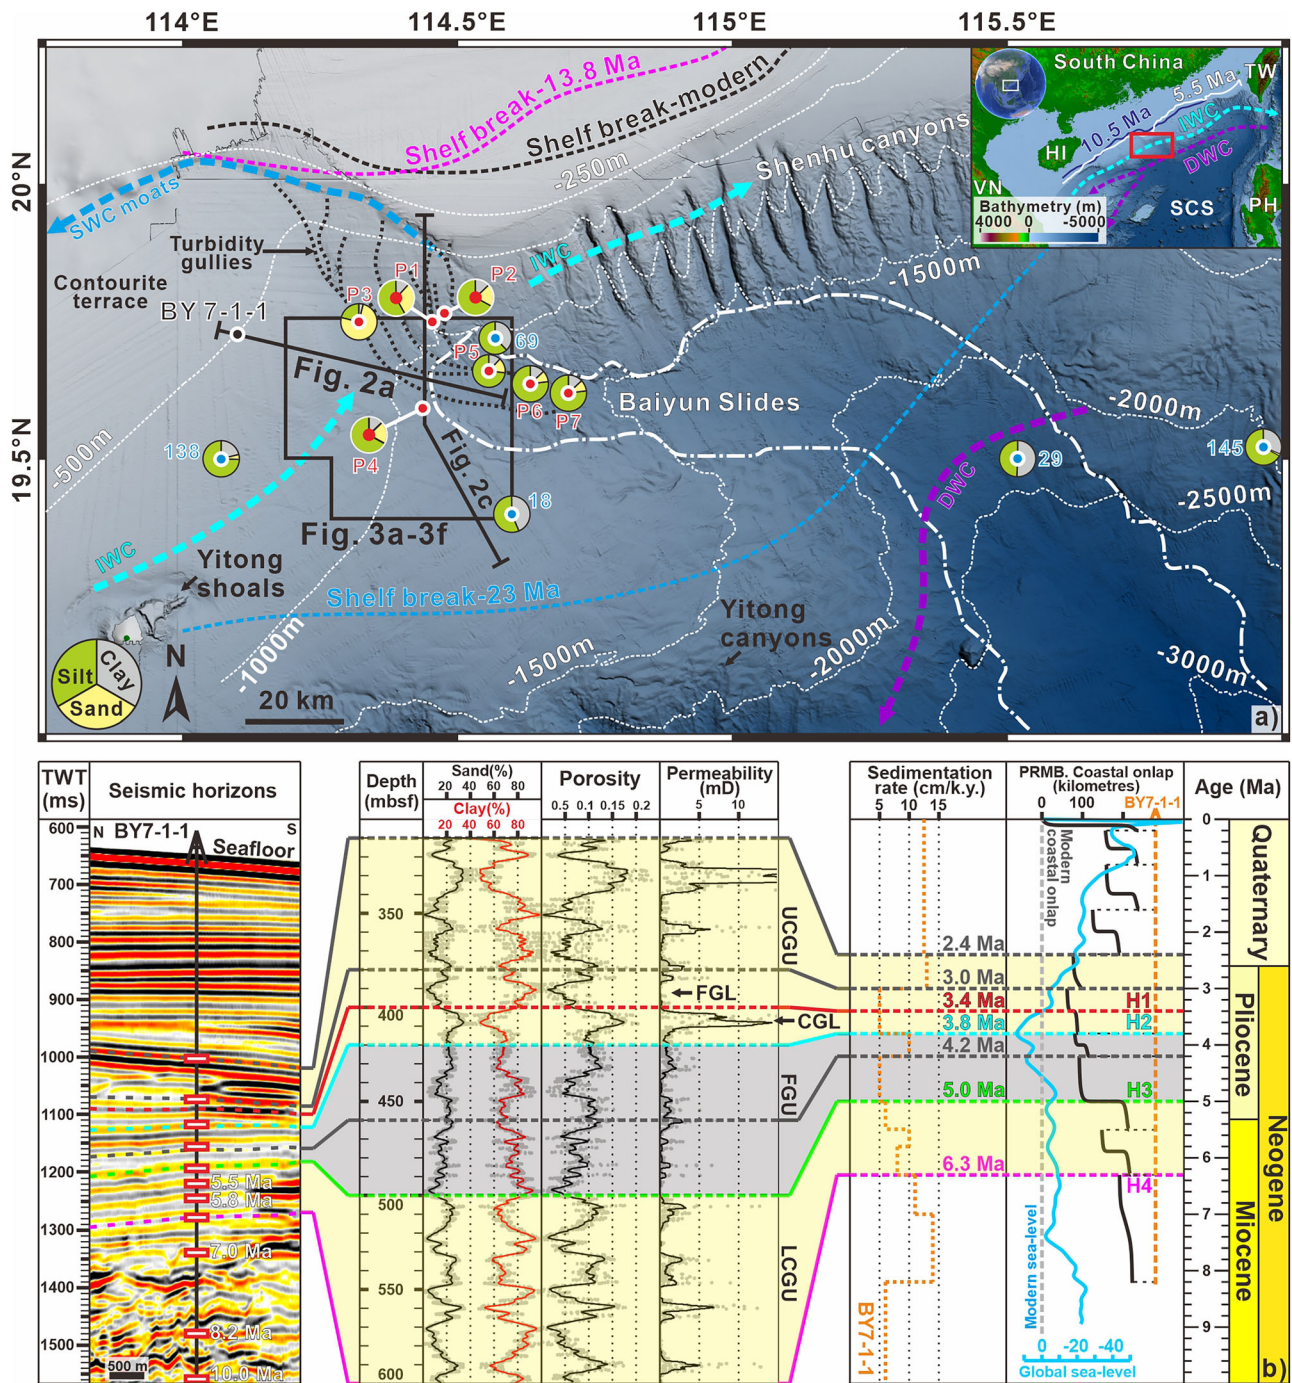 114°E
114.5°E
115°E
115.5°E
20°N
19.5°N
Shelf break-13.8 Ma
Shelf break-modern
-250m
Shenhu canyons
SWC moats
Turbidity
gullies
Contourite
terrace
IWC
-1500m
P1
P2
P3
BY 7-1-1
69
P5
Fig. 2a
P6
P7
Baiyun Slides
-2000m
-500m
138
P4
Fig. 2c
DWC
29
145
-2500m
18
Fig. 3a-3f
IWC
Yitong
shoals
Shelf break-23 Ma
Yitong
canyons
-1000m
-1500m
-2000m
-3000m
Silt
Clay
Sand
N
20 km
a)
South China
TW
5.5 Ma
10.5 Ma
IWC
HI
DWC
VN
SCS
PH
Bathymetry (m)
4000 0 -5000
TWT
(ms)
Seismic horizons
600
700
800
900
1000
1100
1200
1300
1400
1500
N BY7-1-1 S
Seafloor
5.5 Ma
5.8 Ma
7.0 Ma
8.2 Ma
10.0 Ma
500 m
Depth
(mbsf)
350
400
450
500
550
600
Sand(%)
20 40 60 80
Clay(%)
20 40 60 80
Porosity
0.5 0.1 0.15 0.2
Permeability
(mD)
5 10
UCGU
FGL
CGL
FGU
LCGU
Sedimentation
rate (cm/k.y.)
5 10 15
2.4 Ma
3.0 Ma
3.4 Ma
3.8 Ma
4.2 Ma
5.0 Ma
6.3 Ma
BY7-1-1
PRMB. Coastal onlap
(kilometres)
0 100
BY7-1-1
Modern
coastal onlap
H1
H2
H3
H4
Modern sea-level
0 -20 -40
Global sea-level
Age (Ma)
0
1
2
3
4
5
6
7
8
9
Quaternary
Pliocene
Miocene
Neogene
b)